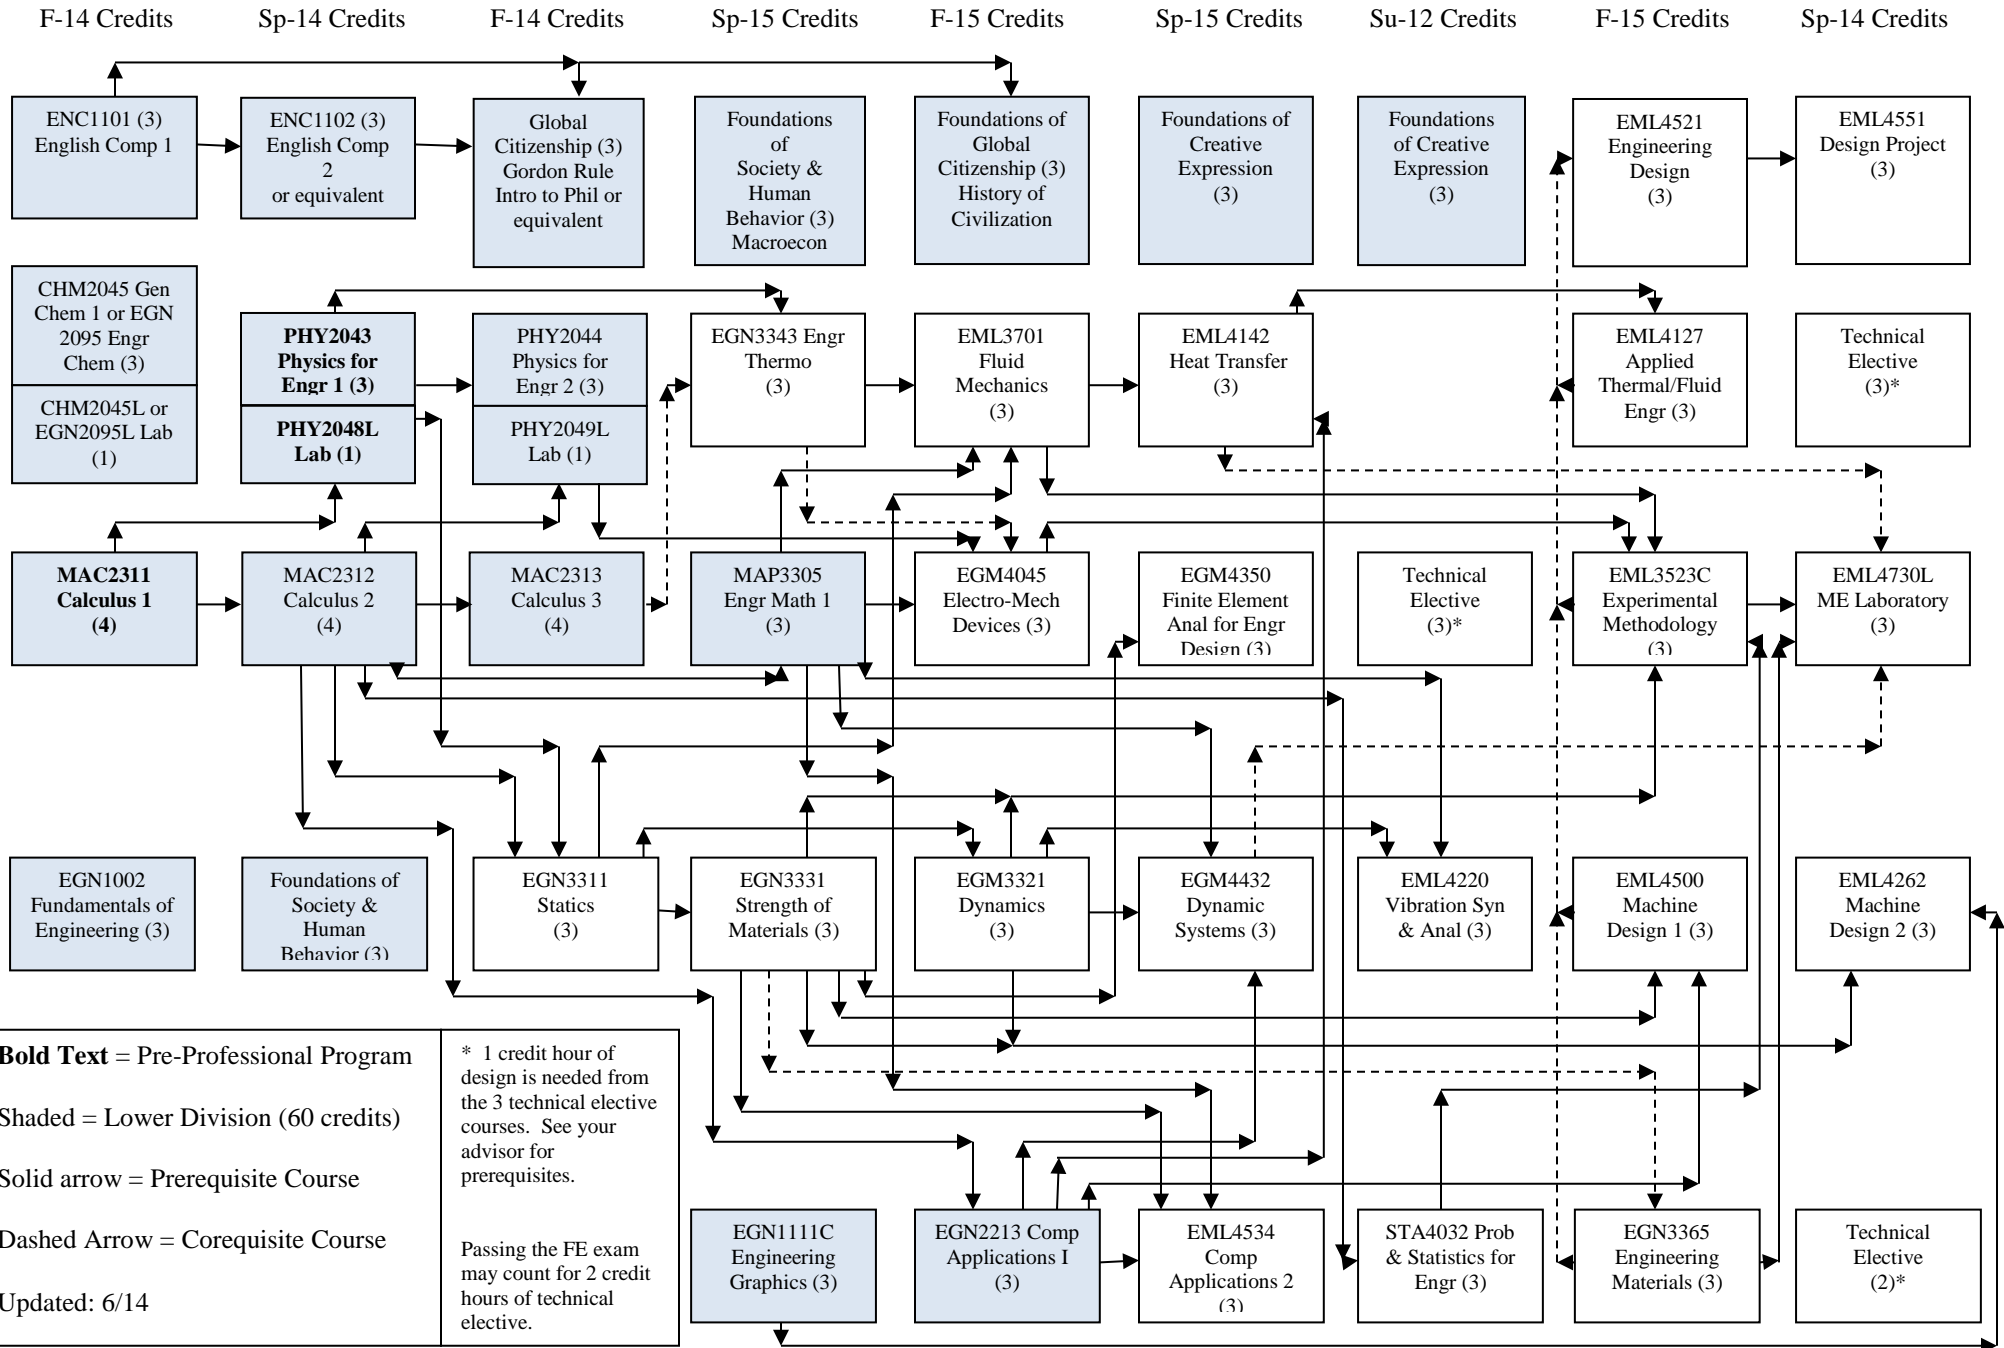 F-14 Credits
Sp-14 Credits
F-14 Credits
Sp-15 Credits
F-15 Credits
Sp-15 Credits
Su-12 Credits
F-15 Credits
Sp-14 Credits
ENC1101 (3)
English Comp 1
ENC1102 (3)
English Comp
2
or equivalent
Global
Citizenship (3)
Gordon Rule
Intro to Phil or
equivalent
Foundations
of
Society &
Human
Behavior (3)
Macroecon
Foundations of
Global
Citizenship (3)
History of
Civilization
Foundations of
Creative
Expression
(3)
Foundations
of Creative
Expression
(3)
EML4521
Engineering
Design
(3)
EML4551
Design Project
(3)
CHM2045 Gen
Chem 1 or EGN
2095 Engr
Chem (3)
CHM2045L or
EGN2095L Lab
(1)
PHY2043
Physics for
Engr 1 (3)
PHY2048L
Lab (1)
PHY2044
Physics for
Engr 2 (3)
PHY2049L
Lab (1)
EGN3343 Engr
Thermo
(3)
EML3701
Fluid
Mechanics
(3)
EML4142
Heat Transfer
(3)
EML4127
Applied
Thermal/Fluid
Engr (3)
Technical
Elective
(3)*
MAC2311
Calculus 1
(4)
MAC2312
Calculus 2
(4)
MAC2313
Calculus 3
(4)
MAP3305
Engr Math 1
(3)
EGM4045
Electro-Mech
Devices (3)
EGM4350
Finite Element
Anal for Engr
Design (3)
Technical
Elective
(3)*
EML3523C
Experimental
Methodology
(3)
EML4730L
ME Laboratory
(3)
EGN1002
Fundamentals of
Engineering (3)
Foundations of
Society &
Human
Behavior (3)
EGN3311
Statics
(3)
EGN3331
Strength of
Materials (3)
EGM3321
Dynamics
(3)
EGM4432
Dynamic
Systems (3)
EML4220
Vibration Syn
& Anal (3)
EML4500
Machine
Design 1 (3)
EML4262
Machine
Design 2 (3)
Bold Text = Pre-Professional Program
Shaded = Lower Division (60 credits)
Solid arrow = Prerequisite Course
Dashed Arrow = Corequisite Course
Updated: 6/14
* 1 credit hour of
design is needed from
the 3 technical elective
courses. See your
advisor for
prerequisites.
Passing the FE exam
may count for 2 credit
hours of technical
elective.
EGN1111C
Engineering
Graphics (3)
EGN2213 Comp
Applications I
(3)
EML4534
Comp
Applications 2
(3)
STA4032 Prob
& Statistics for
Engr (3)
EGN3365
Engineering
Materials (3)
Technical
Elective
(2)*